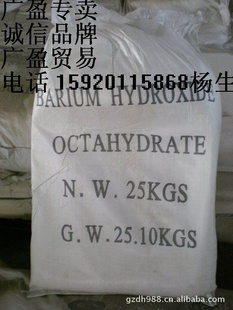 广盈专卖
诚信品牌
广盈贸易
电话 15920115868杨生
BARIUM HYDROXIDE
OCTAHYDRATE
N.W. 25KGS
G.W. 25.10KGS
gzdh988.cn.alibaba.com